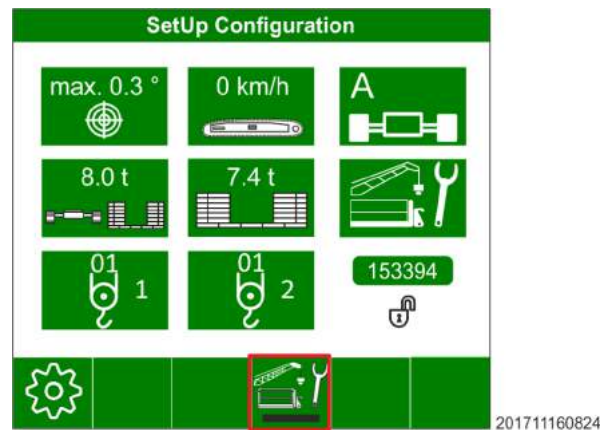 SetUp Configuration
max. 0.3 °
0 km/h
A
8.0 t
7.4 t
01
1
01
2
153394
201711160824